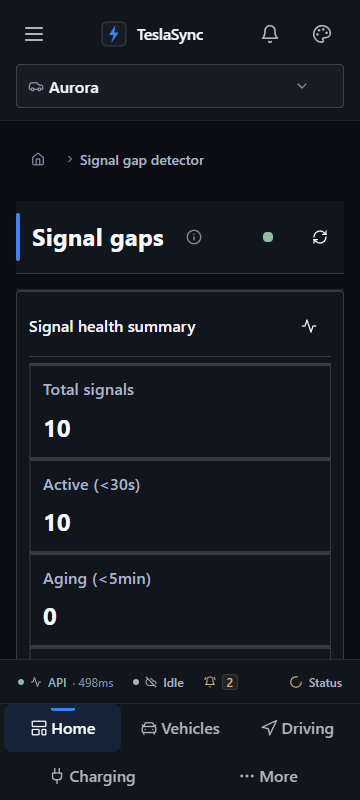 TeslaSync
Aurora
Signal gap detector
Signal gaps
Signal health summary
Total signals
10
Active (<30s)
10
Aging (<5min)
0
API · 498ms Idle 2 Status
Home Vehicles Driving
Charging More